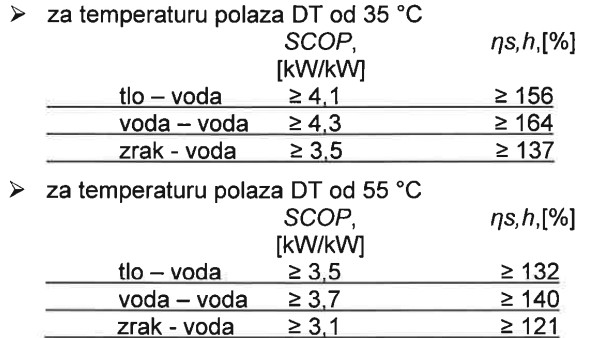 ➢ za temperaturu polaza DT od 35 °C
SCOP, ηs,h,[%]
[kW/kW]
tlo – voda ≥ 4,1 ≥ 156
voda – voda ≥ 4,3 ≥ 164
zrak - voda ≥ 3,5 ≥ 137
➢ za temperaturu polaza DT od 55 °C
SCOP, ηs,h,[%]
[kW/kW]
tlo – voda ≥ 3,5 ≥ 132
voda – voda ≥ 3,7 ≥ 140
zrak - voda ≥ 3,1 ≥ 121